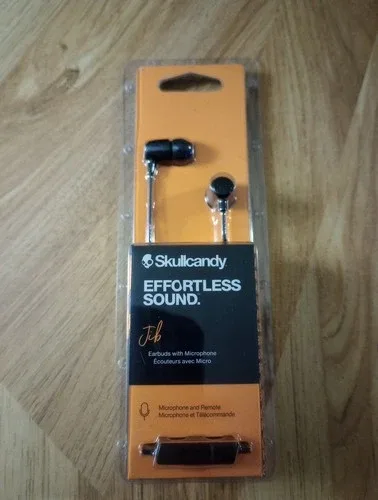 Skullcandy
EFFORTLESS
SOUND.
Jib
Earbuds with Microphone
Écouteurs avec Micro
Microphone and Remote
Microphone et Télécommande